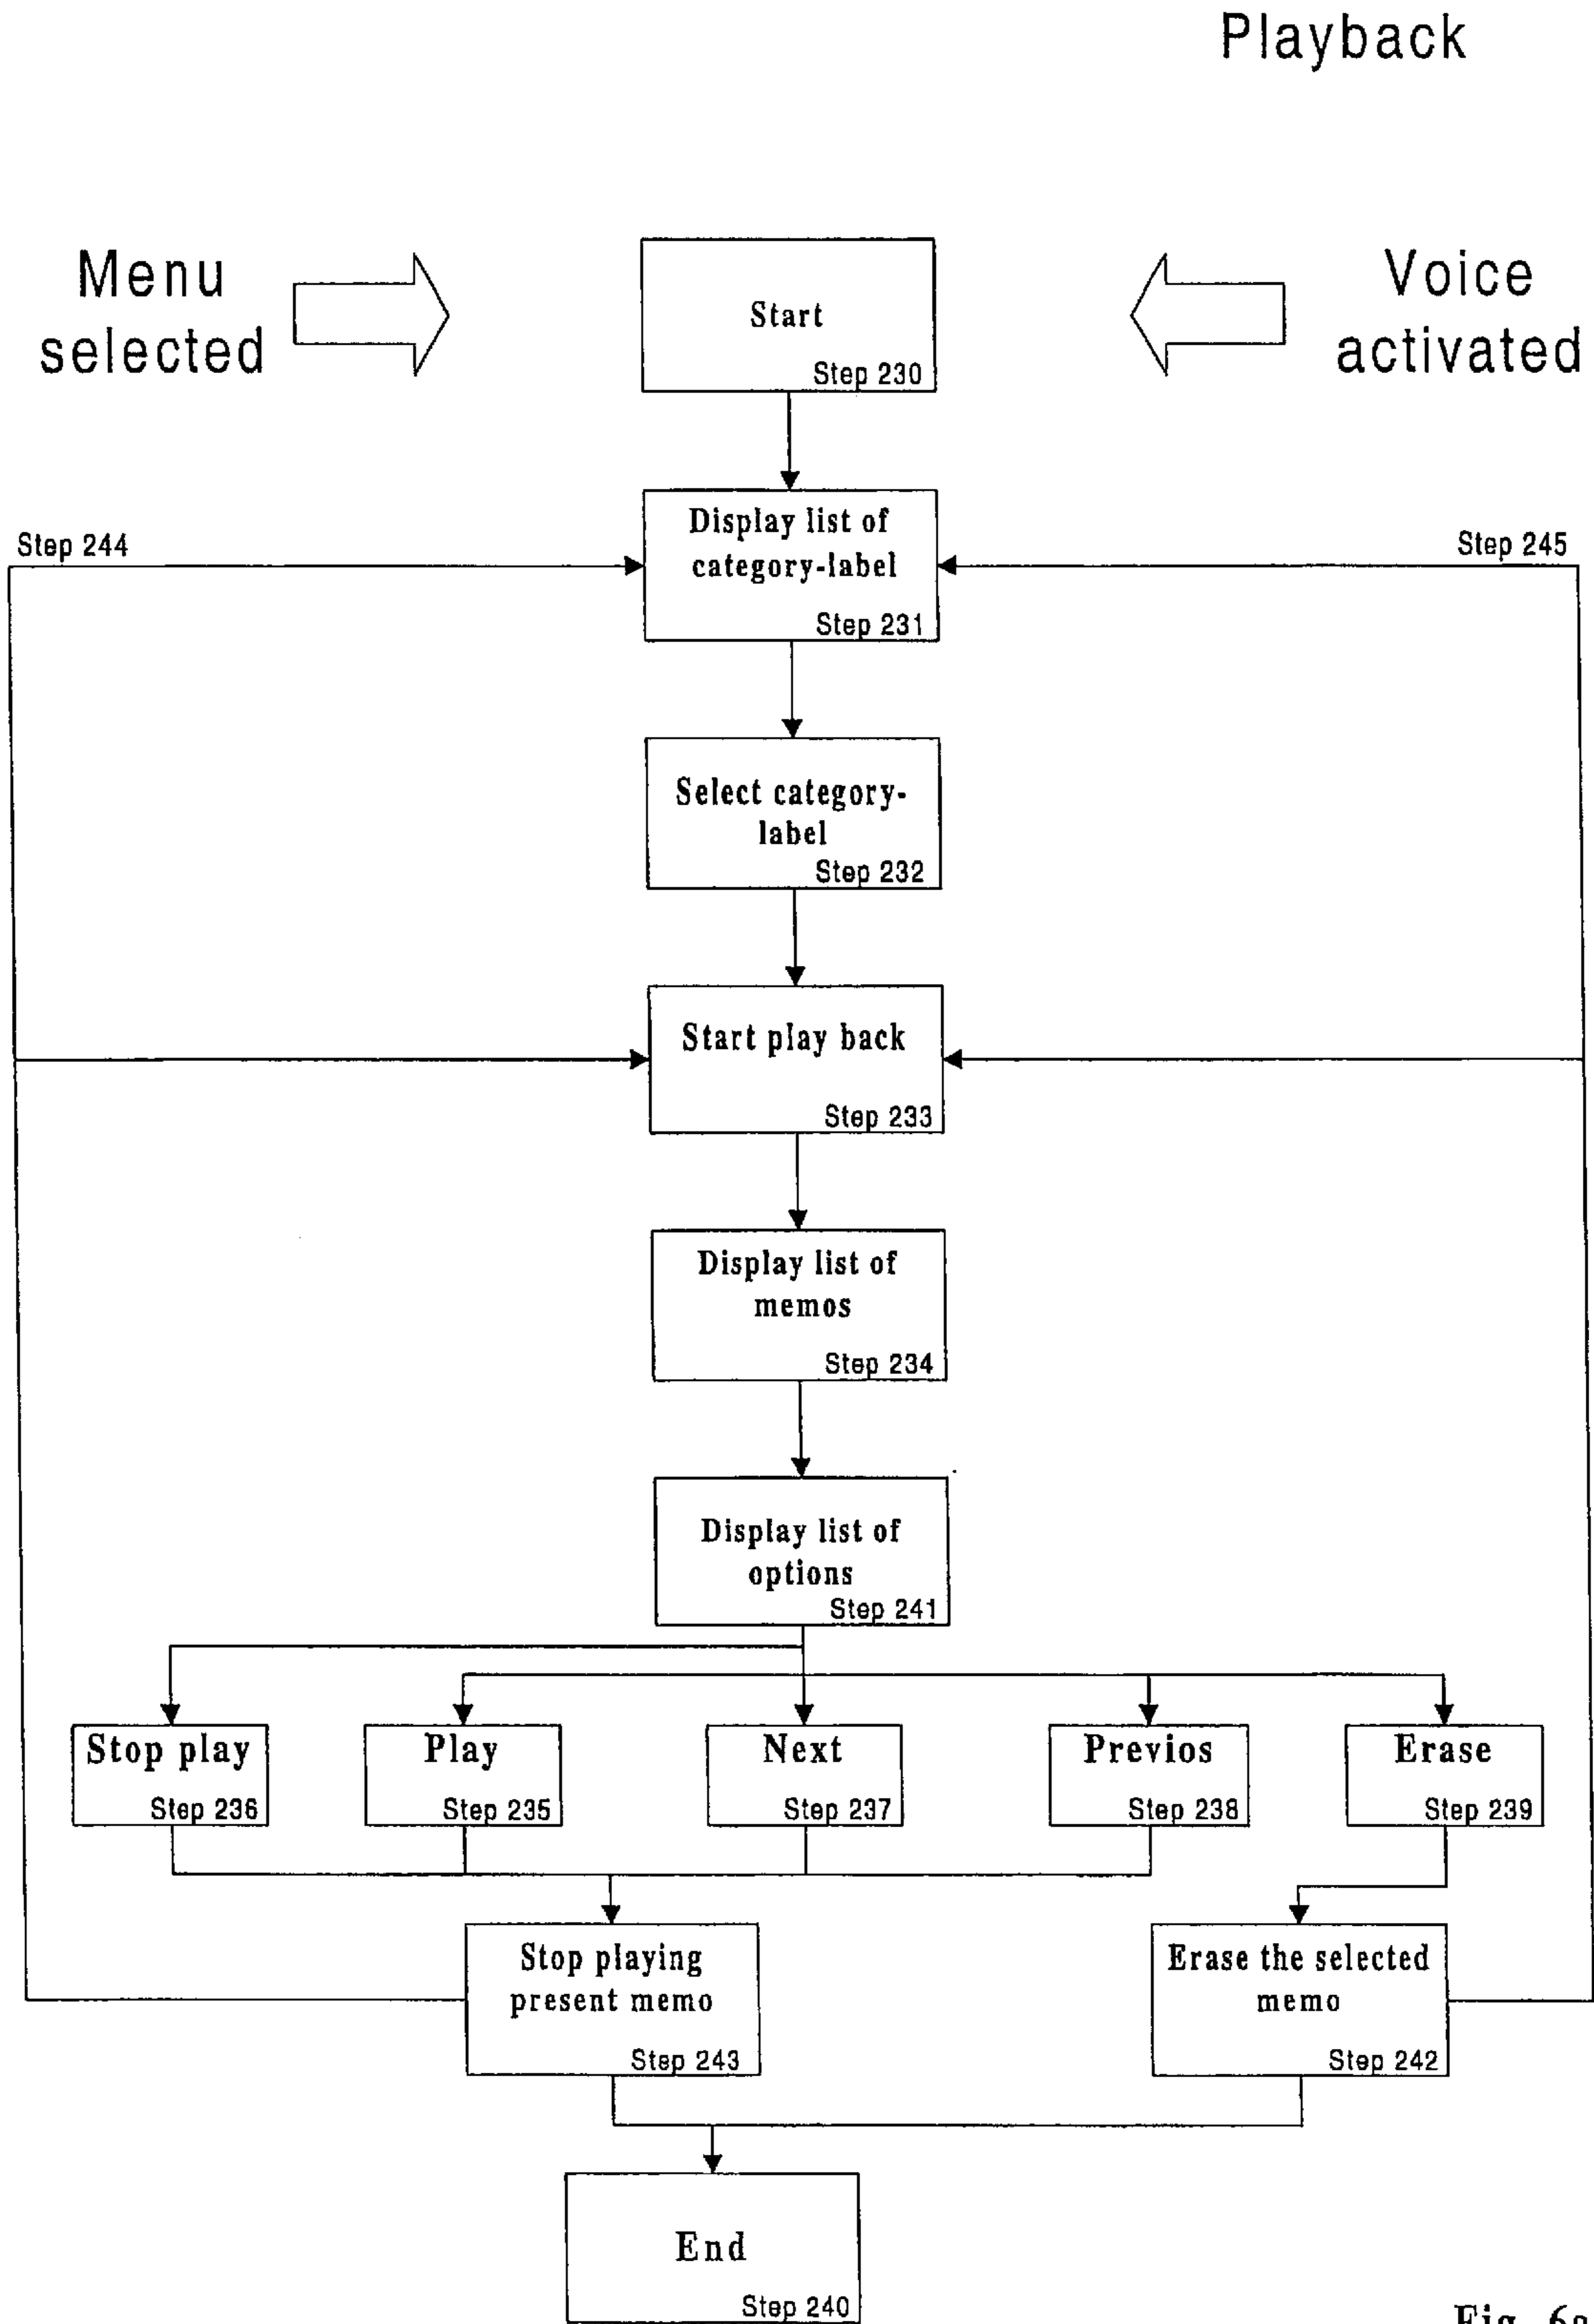 Playback
Menu
selected
Start
Step 230
Voice
activated
Step 244
Display list of
category-label
Step 231
Step 245
Select category-
label
Step 232
Start play back
Step 233
Display list of
memos
Step 234
Display list of
options
Step 241
Stop play
Step 236
Play
Step 235
Next
Step 237
Previos
Step 238
Erase
Step 239
Stop playing
present memo
Step 243
Erase the selected
memo
Step 242
End
Step 240
Fig. 6a